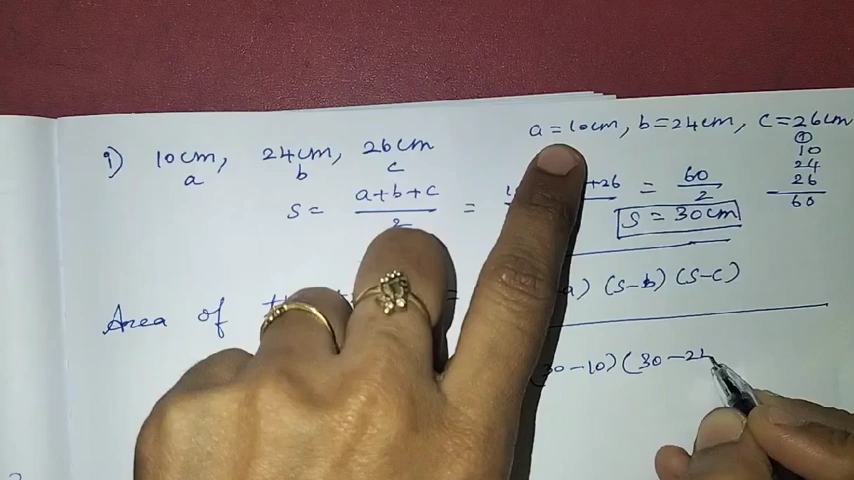 a = 10cm, b = 24cm, c = 26cm
i) 10cm, 24cm, 26cm
a b c
1
10
24
26
60
s = a+b+c / 2 = +26 = 60 / 2
s = 30cm
Area of = a) (s-b) (s-c)
30-10) (30-24